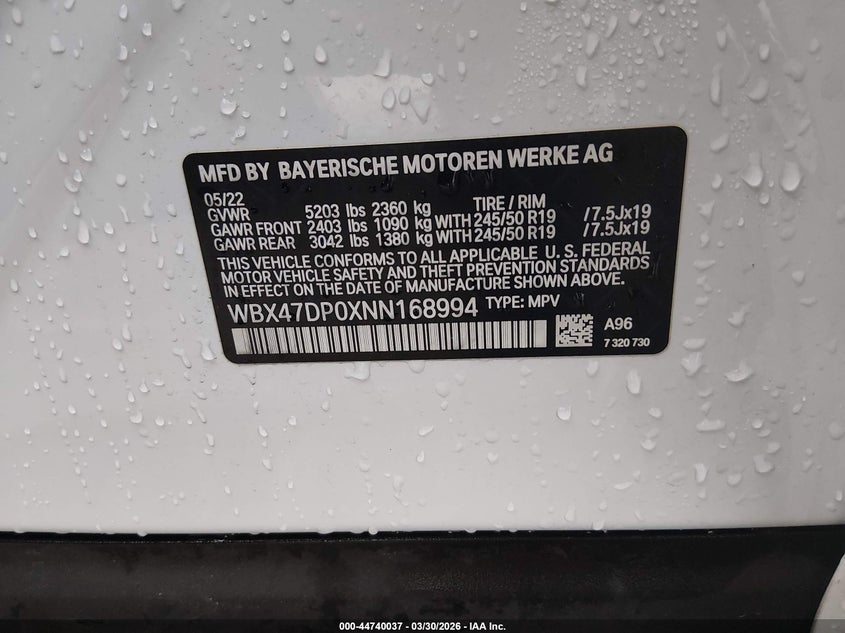 MFD BY BAYERISCHE MOTOREN WERKE AG
05/22 TIRE / RIM
GVWR 5203 lbs 2360 kg
GAWR FRONT 2403 lbs 1090 kg WITH 245/50 R19 /7.5Jx19
GAWR REAR 3042 lbs 1380 kg WITH 245/50 R19 /7.5Jx19
THIS VEHICLE CONFORMS TO ALL APPLICABLE U. S. FEDERAL
MOTOR VEHICLE SAFETY AND THEFT PREVENTION STANDARDS
IN EFFECT ON THE DATE OF MANUFACTURE SHOWN ABOVE.
WBX47DP0XNN168994 TYPE: MPV
A96
7 320 730
000-44740037 - 03/30/2026 - IAA Inc.